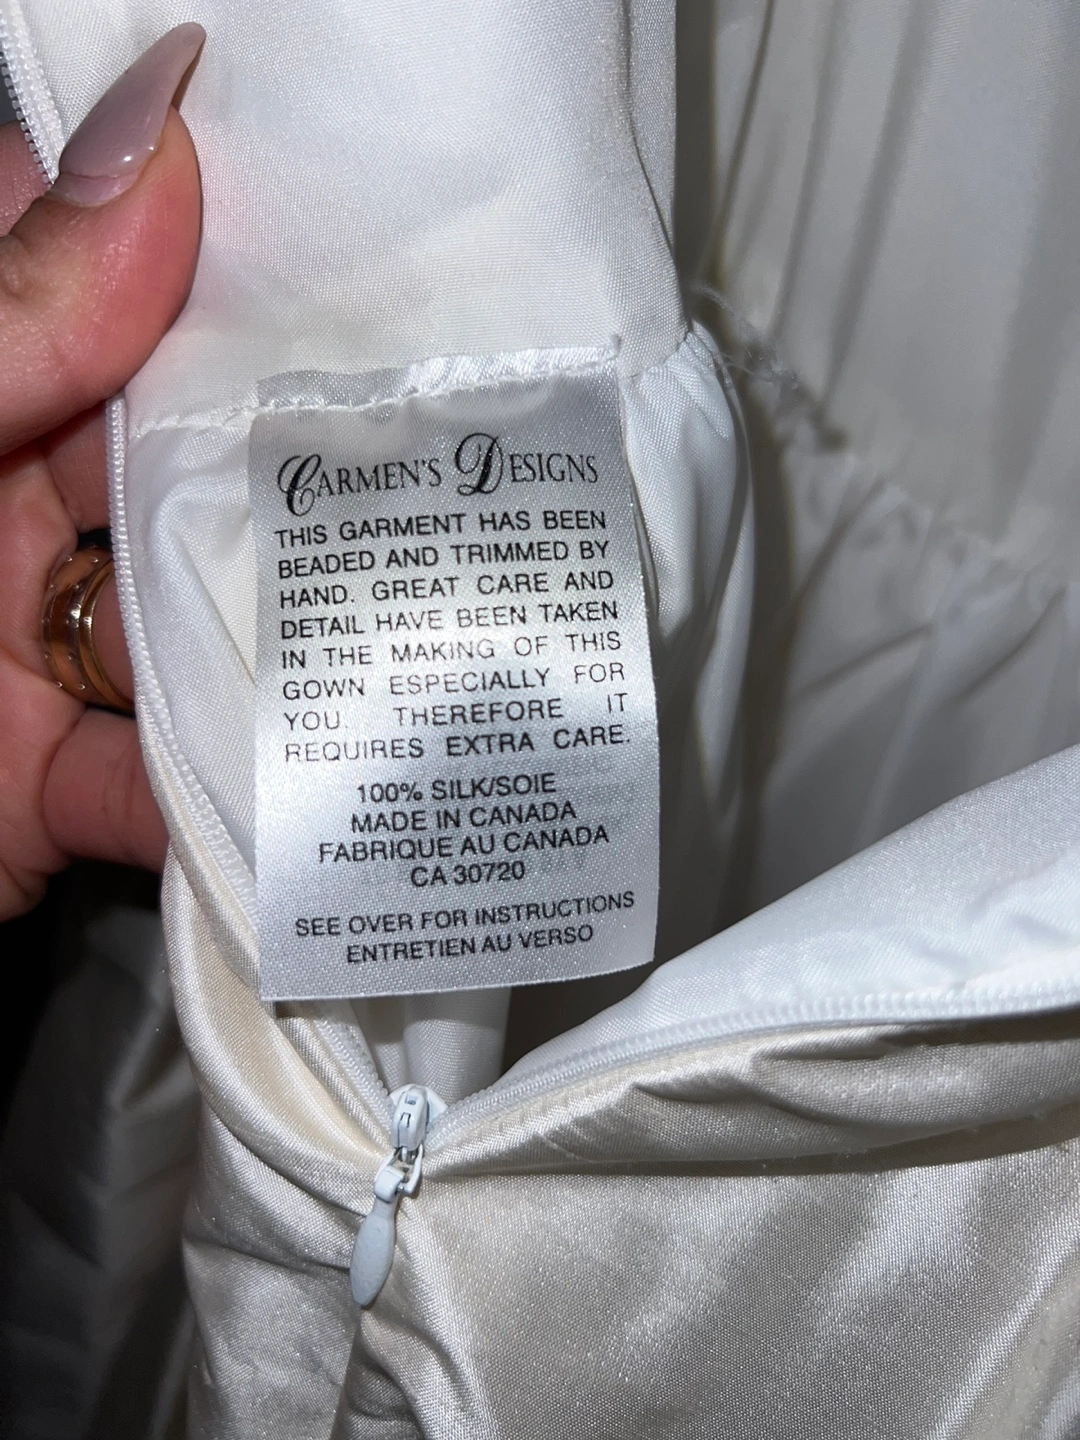 CARMEN'S DESIGNS
THIS GARMENT HAS BEEN
BEADED AND TRIMMED BY
HAND. GREAT CARE AND
DETAIL HAVE BEEN TAKEN
IN THE MAKING OF THIS
GOWN ESPECIALLY FOR
YOU. THEREFORE IT
REQUIRES EXTRA CARE.
100% SILK/SOIE
MADE IN CANADA
FABRIQUE AU CANADA
CA 30720
SEE OVER FOR INSTRUCTIONS
ENTRETIEN AU VERSO